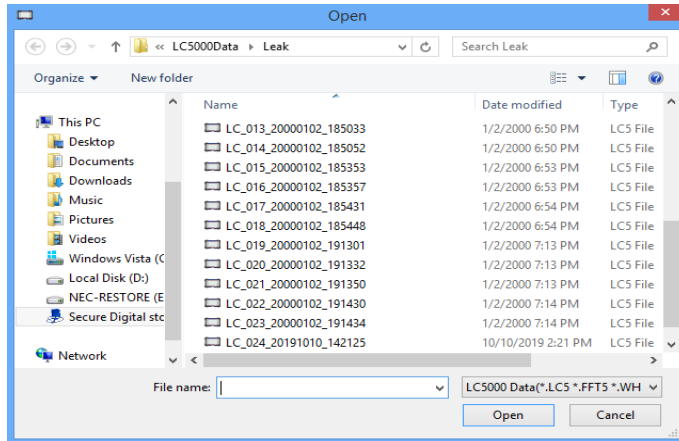 Open
« LC5000Data Leak
Search Leak
Organize New folder
Name Date modified Type
This PC
Desktop
Documents
Downloads
Music
Pictures
Videos
Windows Vista (C
Local Disk (D:)
NEC-RESTORE (E
Secure Digital stc
Network
LC_013_20000102_185033 1/2/2000 6:50 PM LC5 File
LC_014_20000102_185052 1/2/2000 6:50 PM LC5 File
LC_015_20000102_185353 1/2/2000 6:53 PM LC5 File
LC_016_20000102_185357 1/2/2000 6:53 PM LC5 File
LC_017_20000102_185431 1/2/2000 6:54 PM LC5 File
LC_018_20000102_185448 1/2/2000 6:54 PM LC5 File
LC_019_20000102_191301 1/2/2000 7:13 PM LC5 File
LC_020_20000102_191332 1/2/2000 7:13 PM LC5 File
LC_021_20000102_191350 1/2/2000 7:13 PM LC5 File
LC_022_20000102_191430 1/2/2000 7:14 PM LC5 File
LC_023_20000102_191434 1/2/2000 7:14 PM LC5 File
LC_024_20191010_142125 10/10/2019 2:21 PM LC5 File
File name: LC5000 Data(*.LC5 *.FFT5 *.WH
Open Cancel